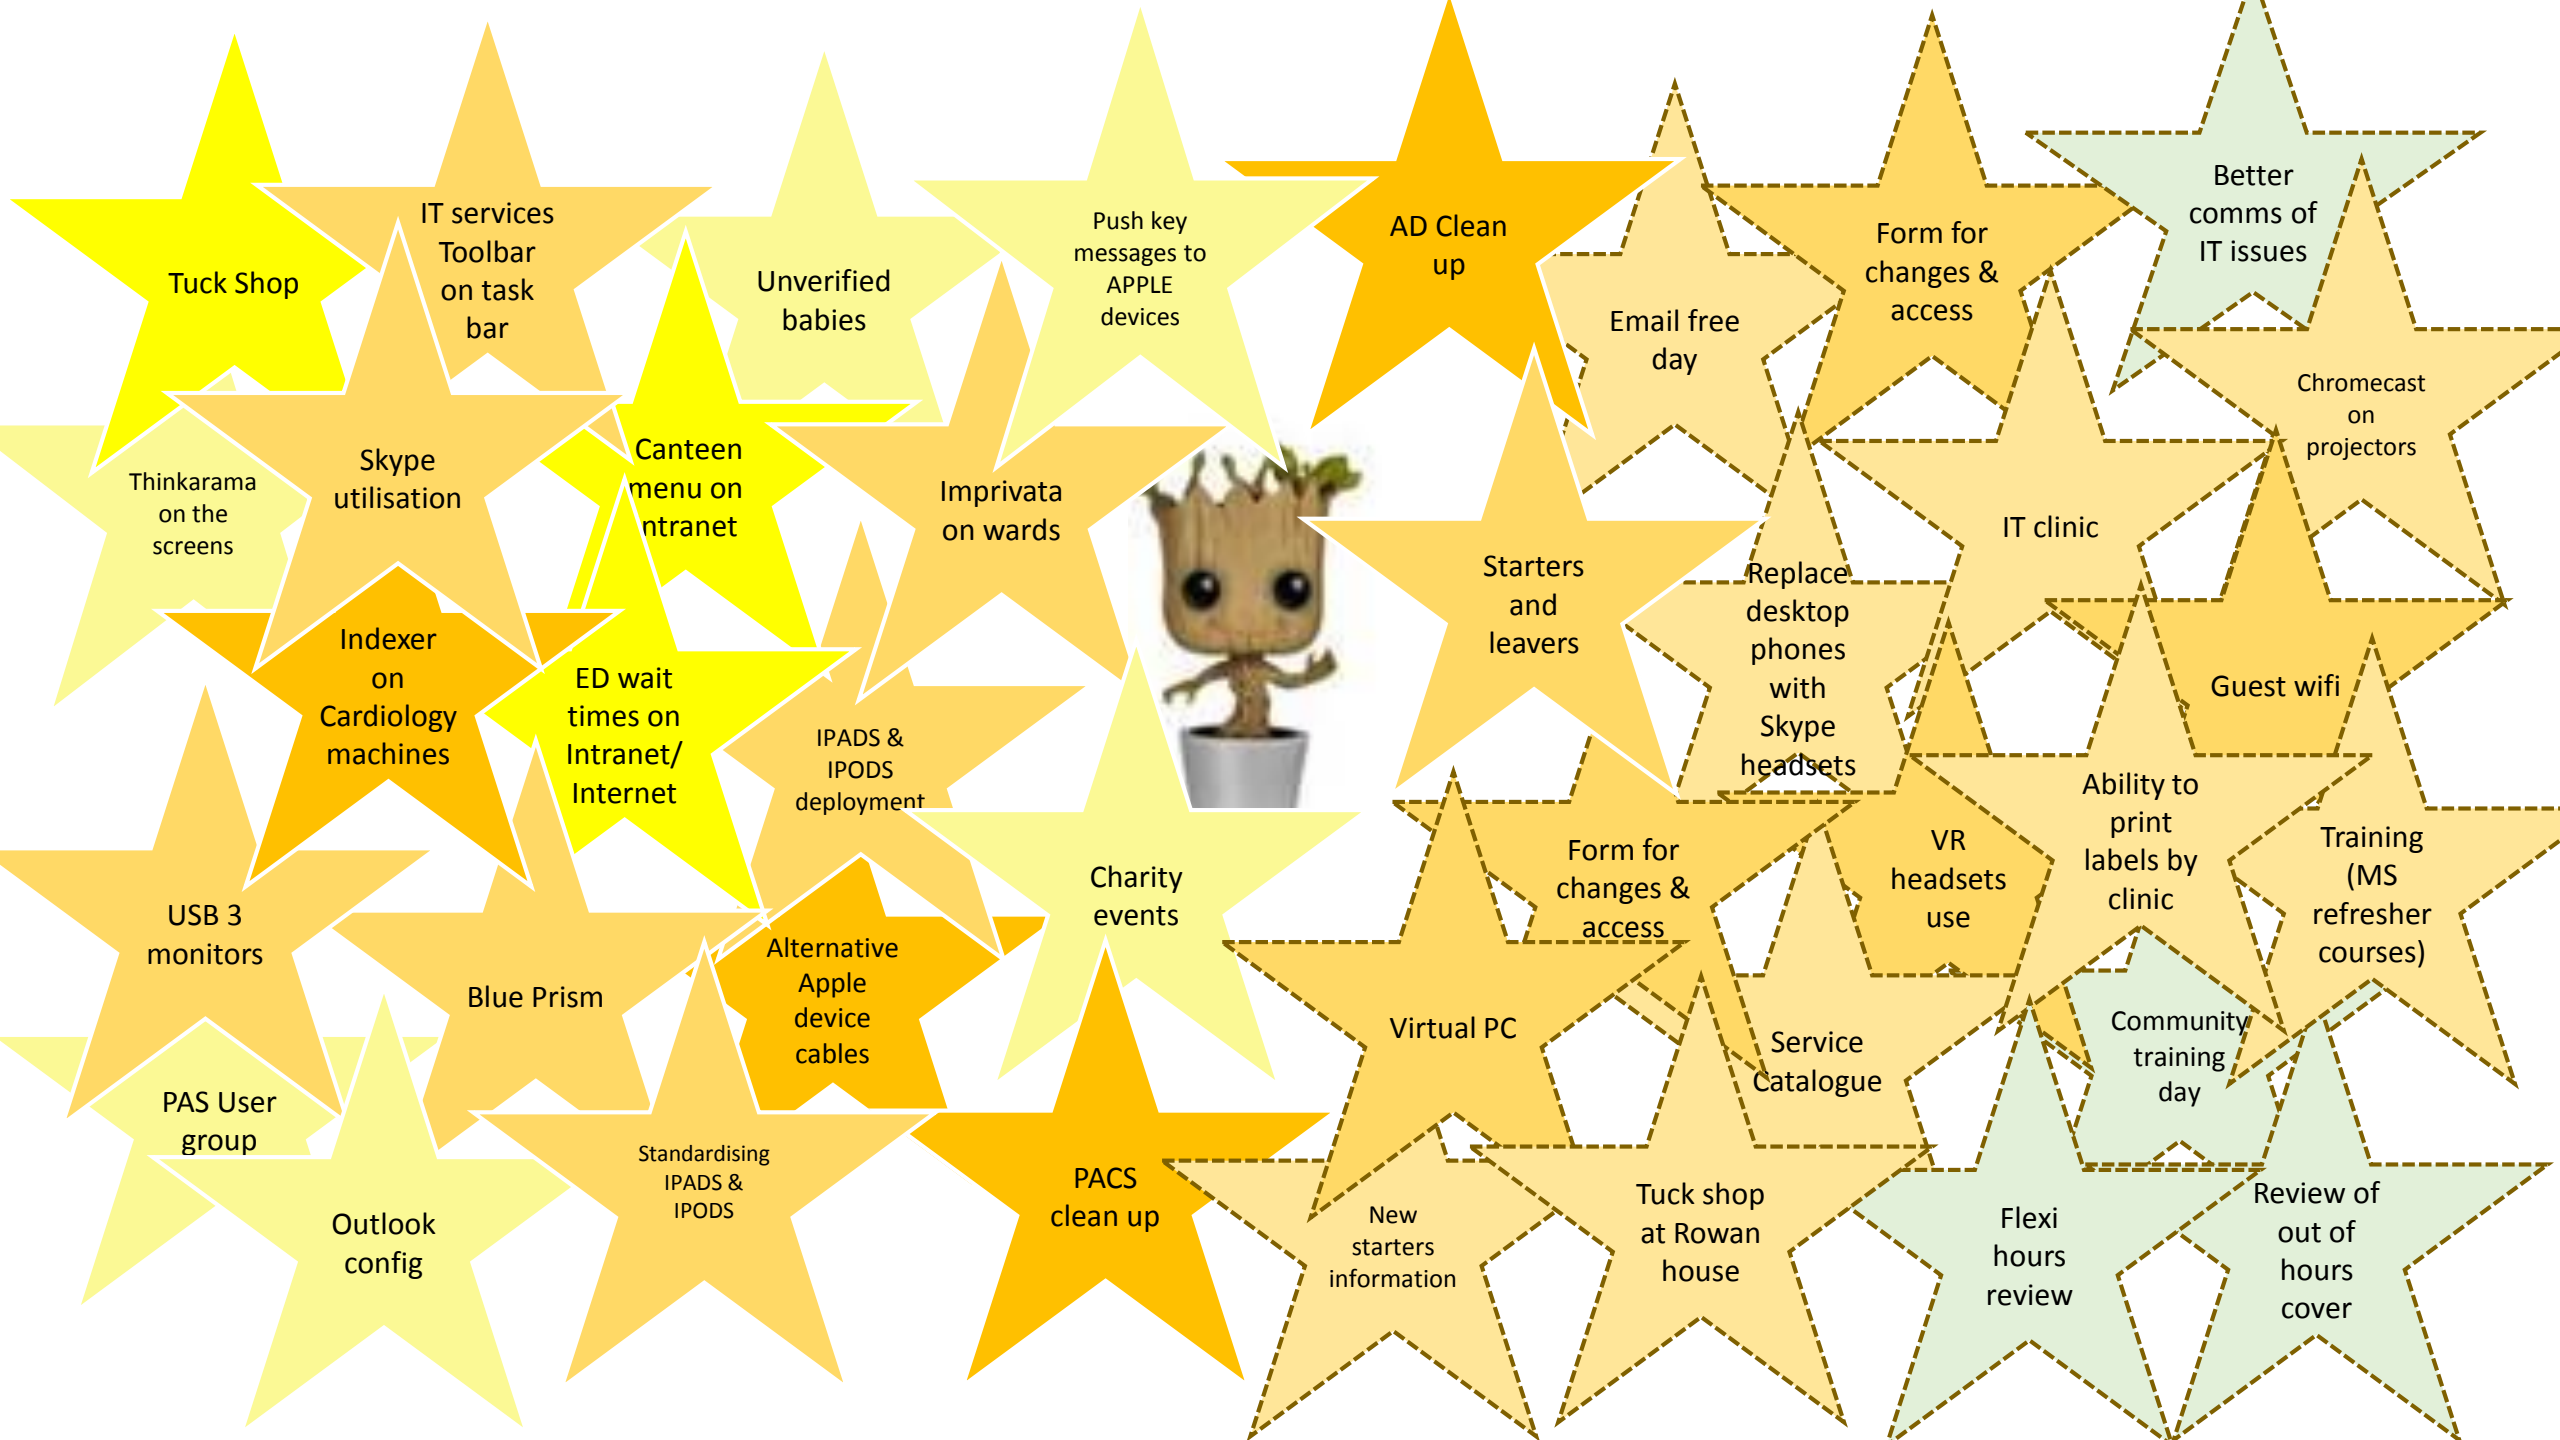 Tuck Shop
IT services
Toolbar
on task
bar
Unverified
babies
Push key
messages to
APPLE
devices
AD Clean
up
Email free
day
Form for
changes &
access
Better
comms of
IT issues
Chromecast
on
projectors
Thinkarama
on the
screens
Skype
utilisation
Canteen
menu on
ntranet
Imprivata
on wards
Starters
and
leavers
Replace
desktop
phones
with
Skype
headsets
IT clinic
Guest wifi
Indexer
on
Cardiology
machines
ED wait
times on
Intranet/
Internet
IPADS &
IPODS
deployment
Charity
events
Form for
changes &
access
VR
headsets
use
Ability to
print
labels by
clinic
Training
(MS
refresher
courses)
USB 3
monitors
Blue Prism
Alternative
Apple
device
cables
Virtual PC
Service
Catalogue
Community
training
day
PAS User
group
Outlook
config
Standardising
IPADS &
IPODS
PACS
clean up
New
starters
information
Tuck shop
at Rowan
house
Flexi
hours
review
Review of
out of
hours
cover